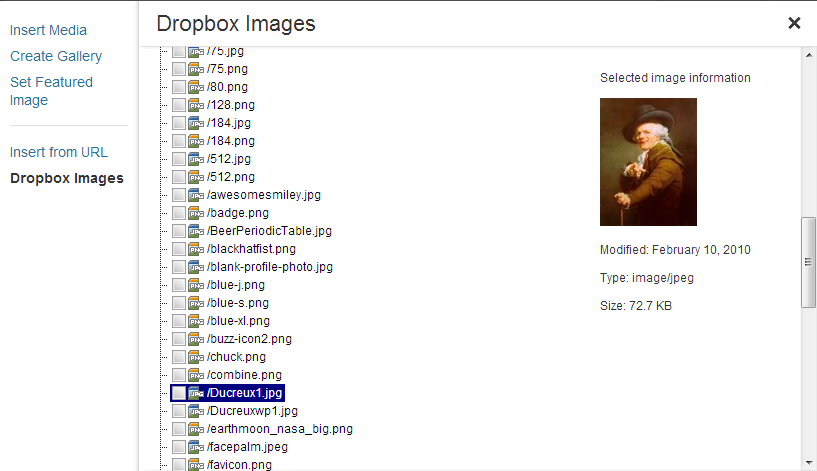 Insert Media
Create Gallery
Set Featured
Image
Insert from URL
Dropbox Images
Dropbox Images
/75.jpg
/75.png
/80.png
/128.png
/184.jpg
/184.png
/512.jpg
/512.png
/awesomesmiley.jpg
/badge.png
/BeerPeriodicTable.jpg
/blackhatfist.png
/blank-profile-photo.jpg
/blue-j.png
/blue-s.png
/blue-xl.png
/buzz-icon2.png
/chuck.png
/combine.png
/Ducreux1.jpg
/Ducreuxwp1.jpg
/earthmoon_nasa_big.png
/facepalm.jpeg
/favicon.png
Selected image information
Modified: February 10, 2010
Type: image/jpeg
Size: 72.7 KB